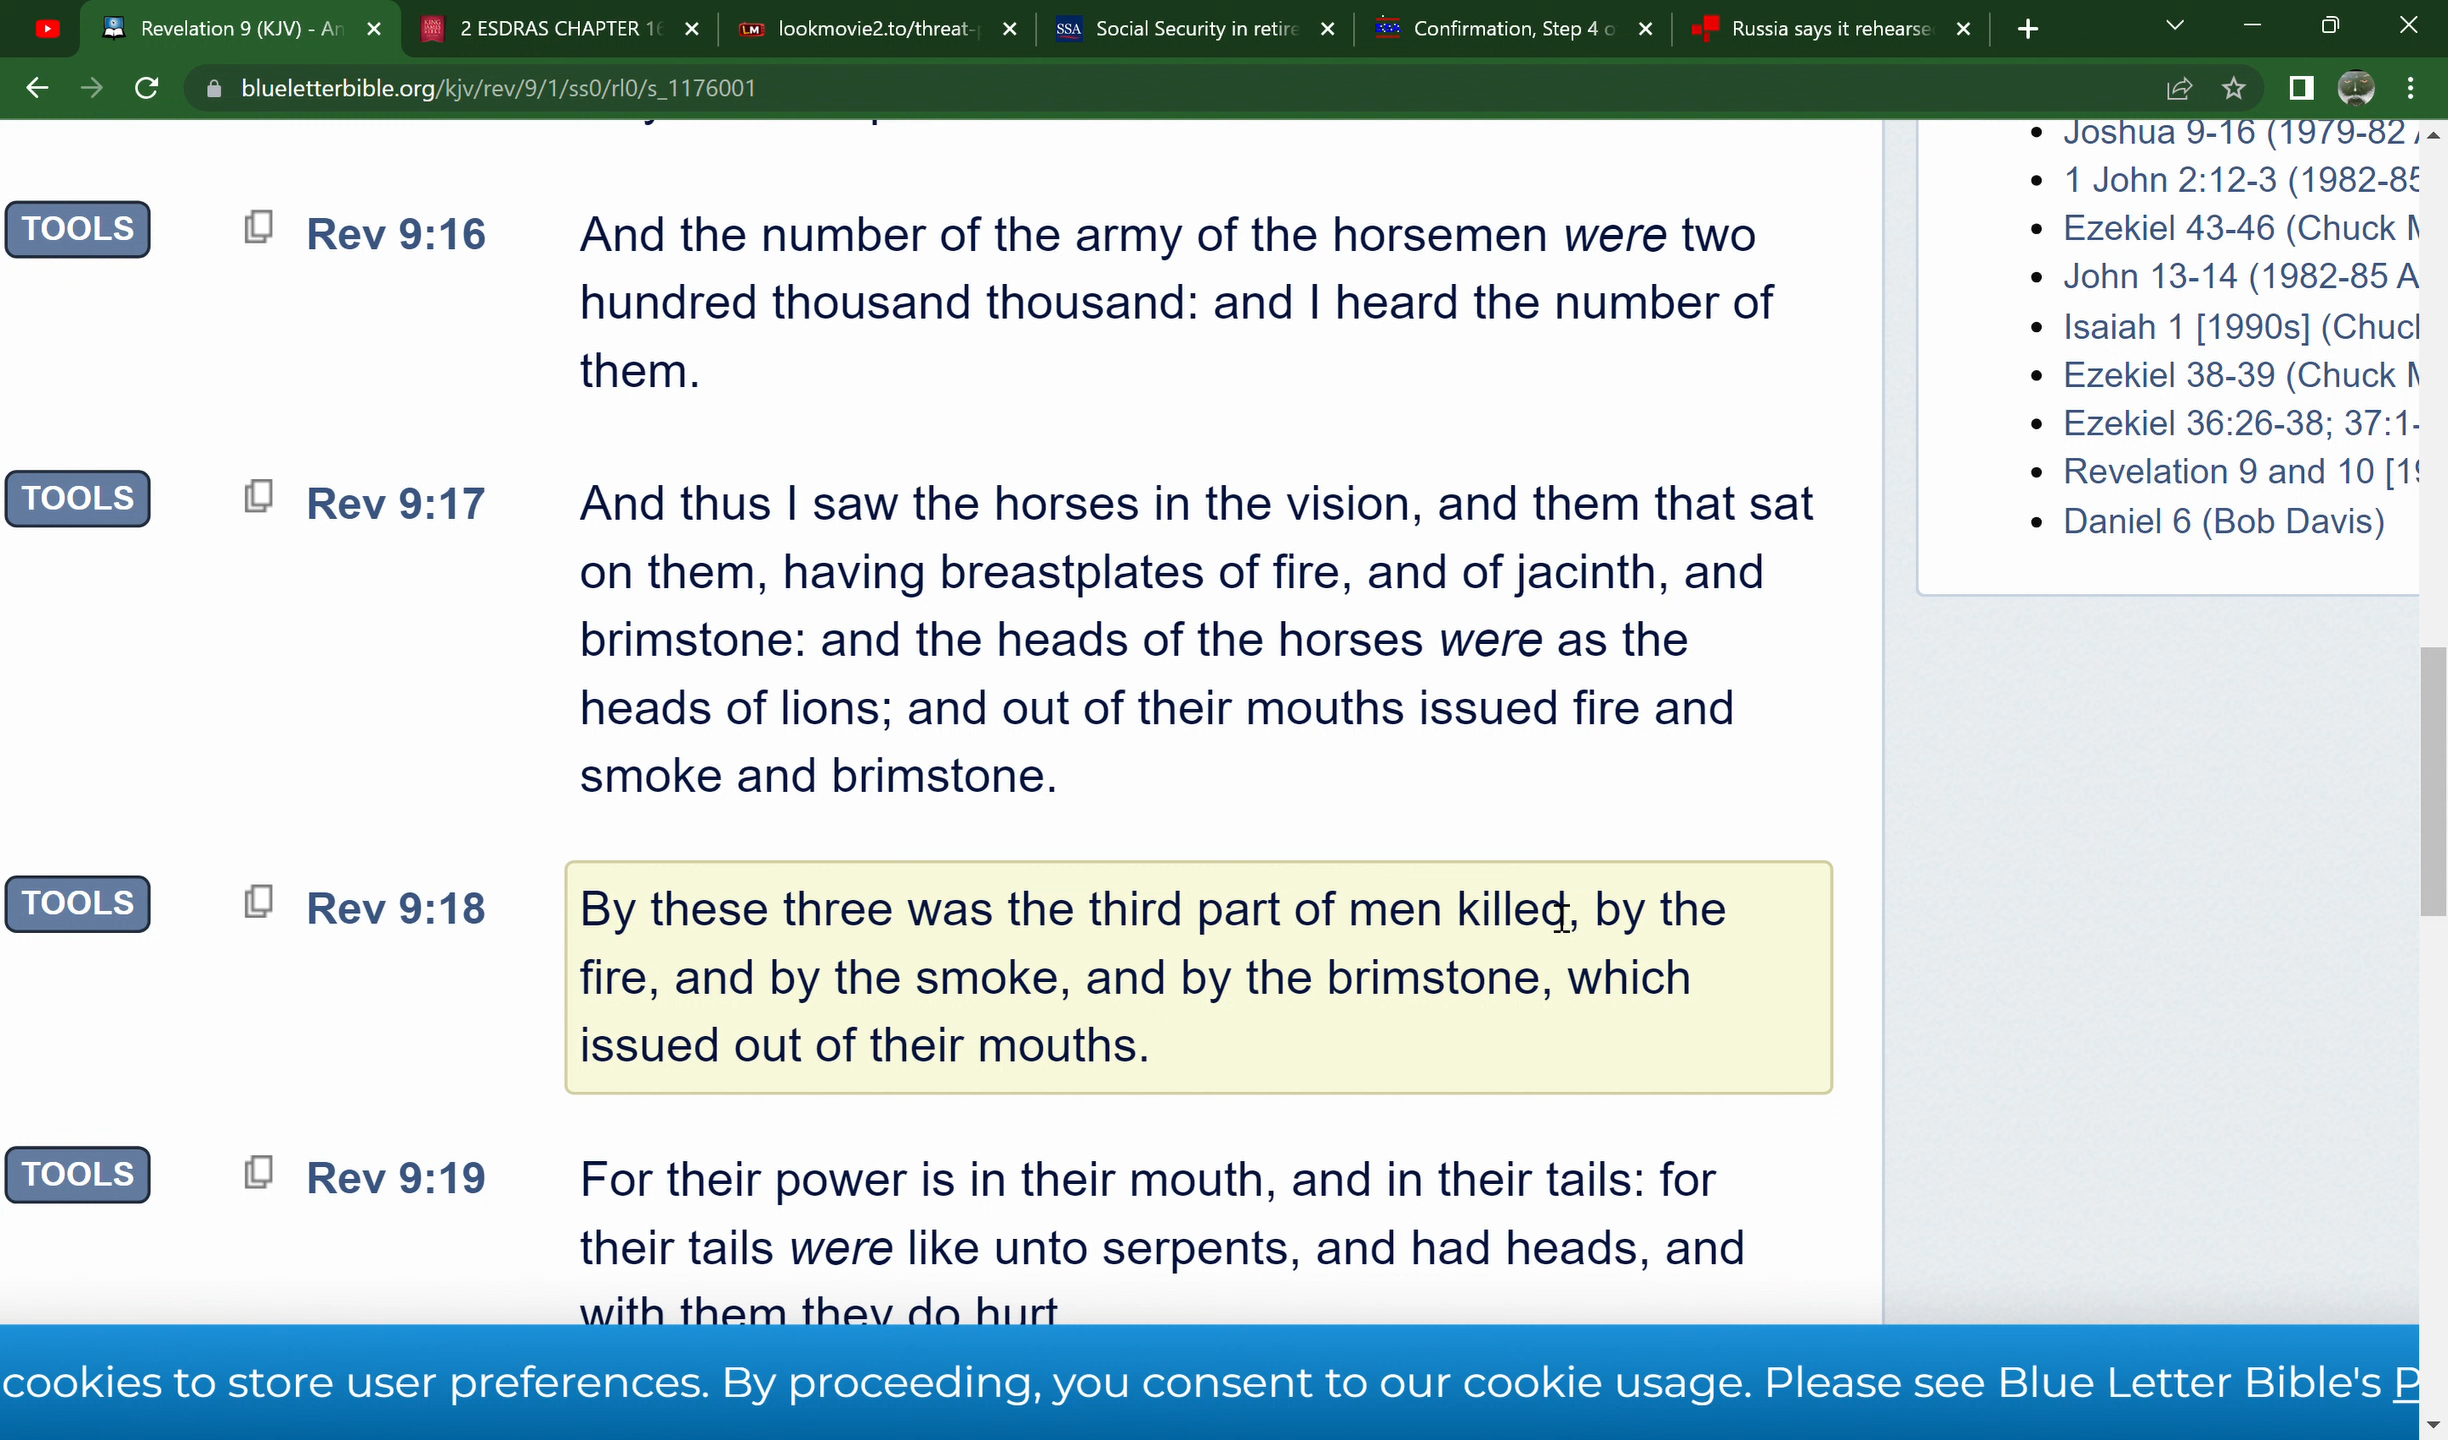 Revelation 9 (KJV) - An
2 ESDRAS CHAPTER 16
LM lookmovie2.to/threat-
SSA Social Security in retire
Confirmation, Step 4 o
Russia says it rehearse
blueletterbible.org/kjv/rev/9/1/ss0/rl0/s_1176001
Joshua 9-16 (1979-82
1 John 2:12-3 (1982-85
Ezekiel 43-46 (Chuck
John 13-14 (1982-85 A
Isaiah 1 [1990s] (Chuc
Ezekiel 38-39 (Chuck
Ezekiel 36:26-38; 37:1-
Revelation 9 and 10 [19
Daniel 6 (Bob Davis)
TOOLS Rev 9:16 And the number of the army of the horsemen were two
hundred thousand thousand: and I heard the number of
them.
TOOLS Rev 9:17 And thus I saw the horses in the vision, and them that sat
on them, having breastplates of fire, and of jacinth, and
brimstone: and the heads of the horses were as the
heads of lions; and out of their mouths issued fire and
smoke and brimstone.
TOOLS Rev 9:18 By these three was the third part of men killed, by the
fire, and by the smoke, and by the brimstone, which
issued out of their mouths.
TOOLS Rev 9:19 For their power is in their mouth, and in their tails: for
their tails were like unto serpents, and had heads, and
with them they do hurt
cookies to store user preferences. By proceeding, you consent to our cookie usage. Please see Blue Letter Bible's P